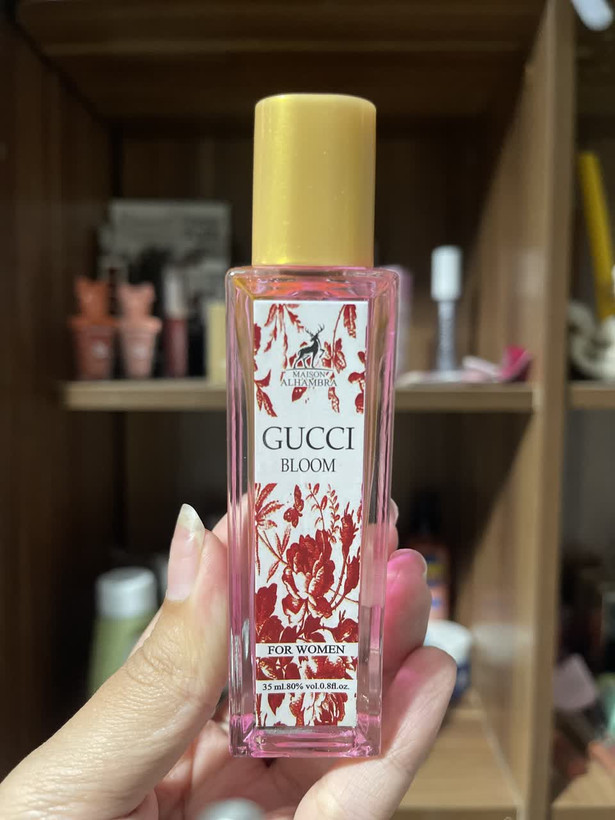 MAISON
ALHAMBRA
GUCCI
BLOOM
FOR WOMEN
35 ml.80% vol.0.8fl.oz.